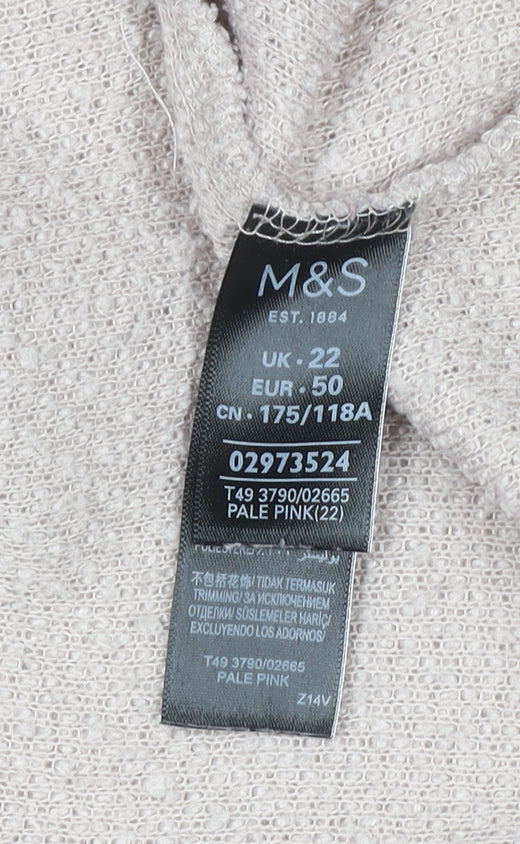 M&S
EST. 1884
UK • 22
EUR • 50
CN • 175/118A
02973524
T49 3790/02665
PALE PINK(22)
不包括花饰/ TIDAK TERMASUK
TRIMMING/ ЗА ИСКЛЮЧЕНИЕМ
ОТДЕЛКИ/ SÜSLEMELER HARİÇ/
EXCLUYENDO LOS ADORNOS/
T49 3790/02665
PALE PINK
Z14V